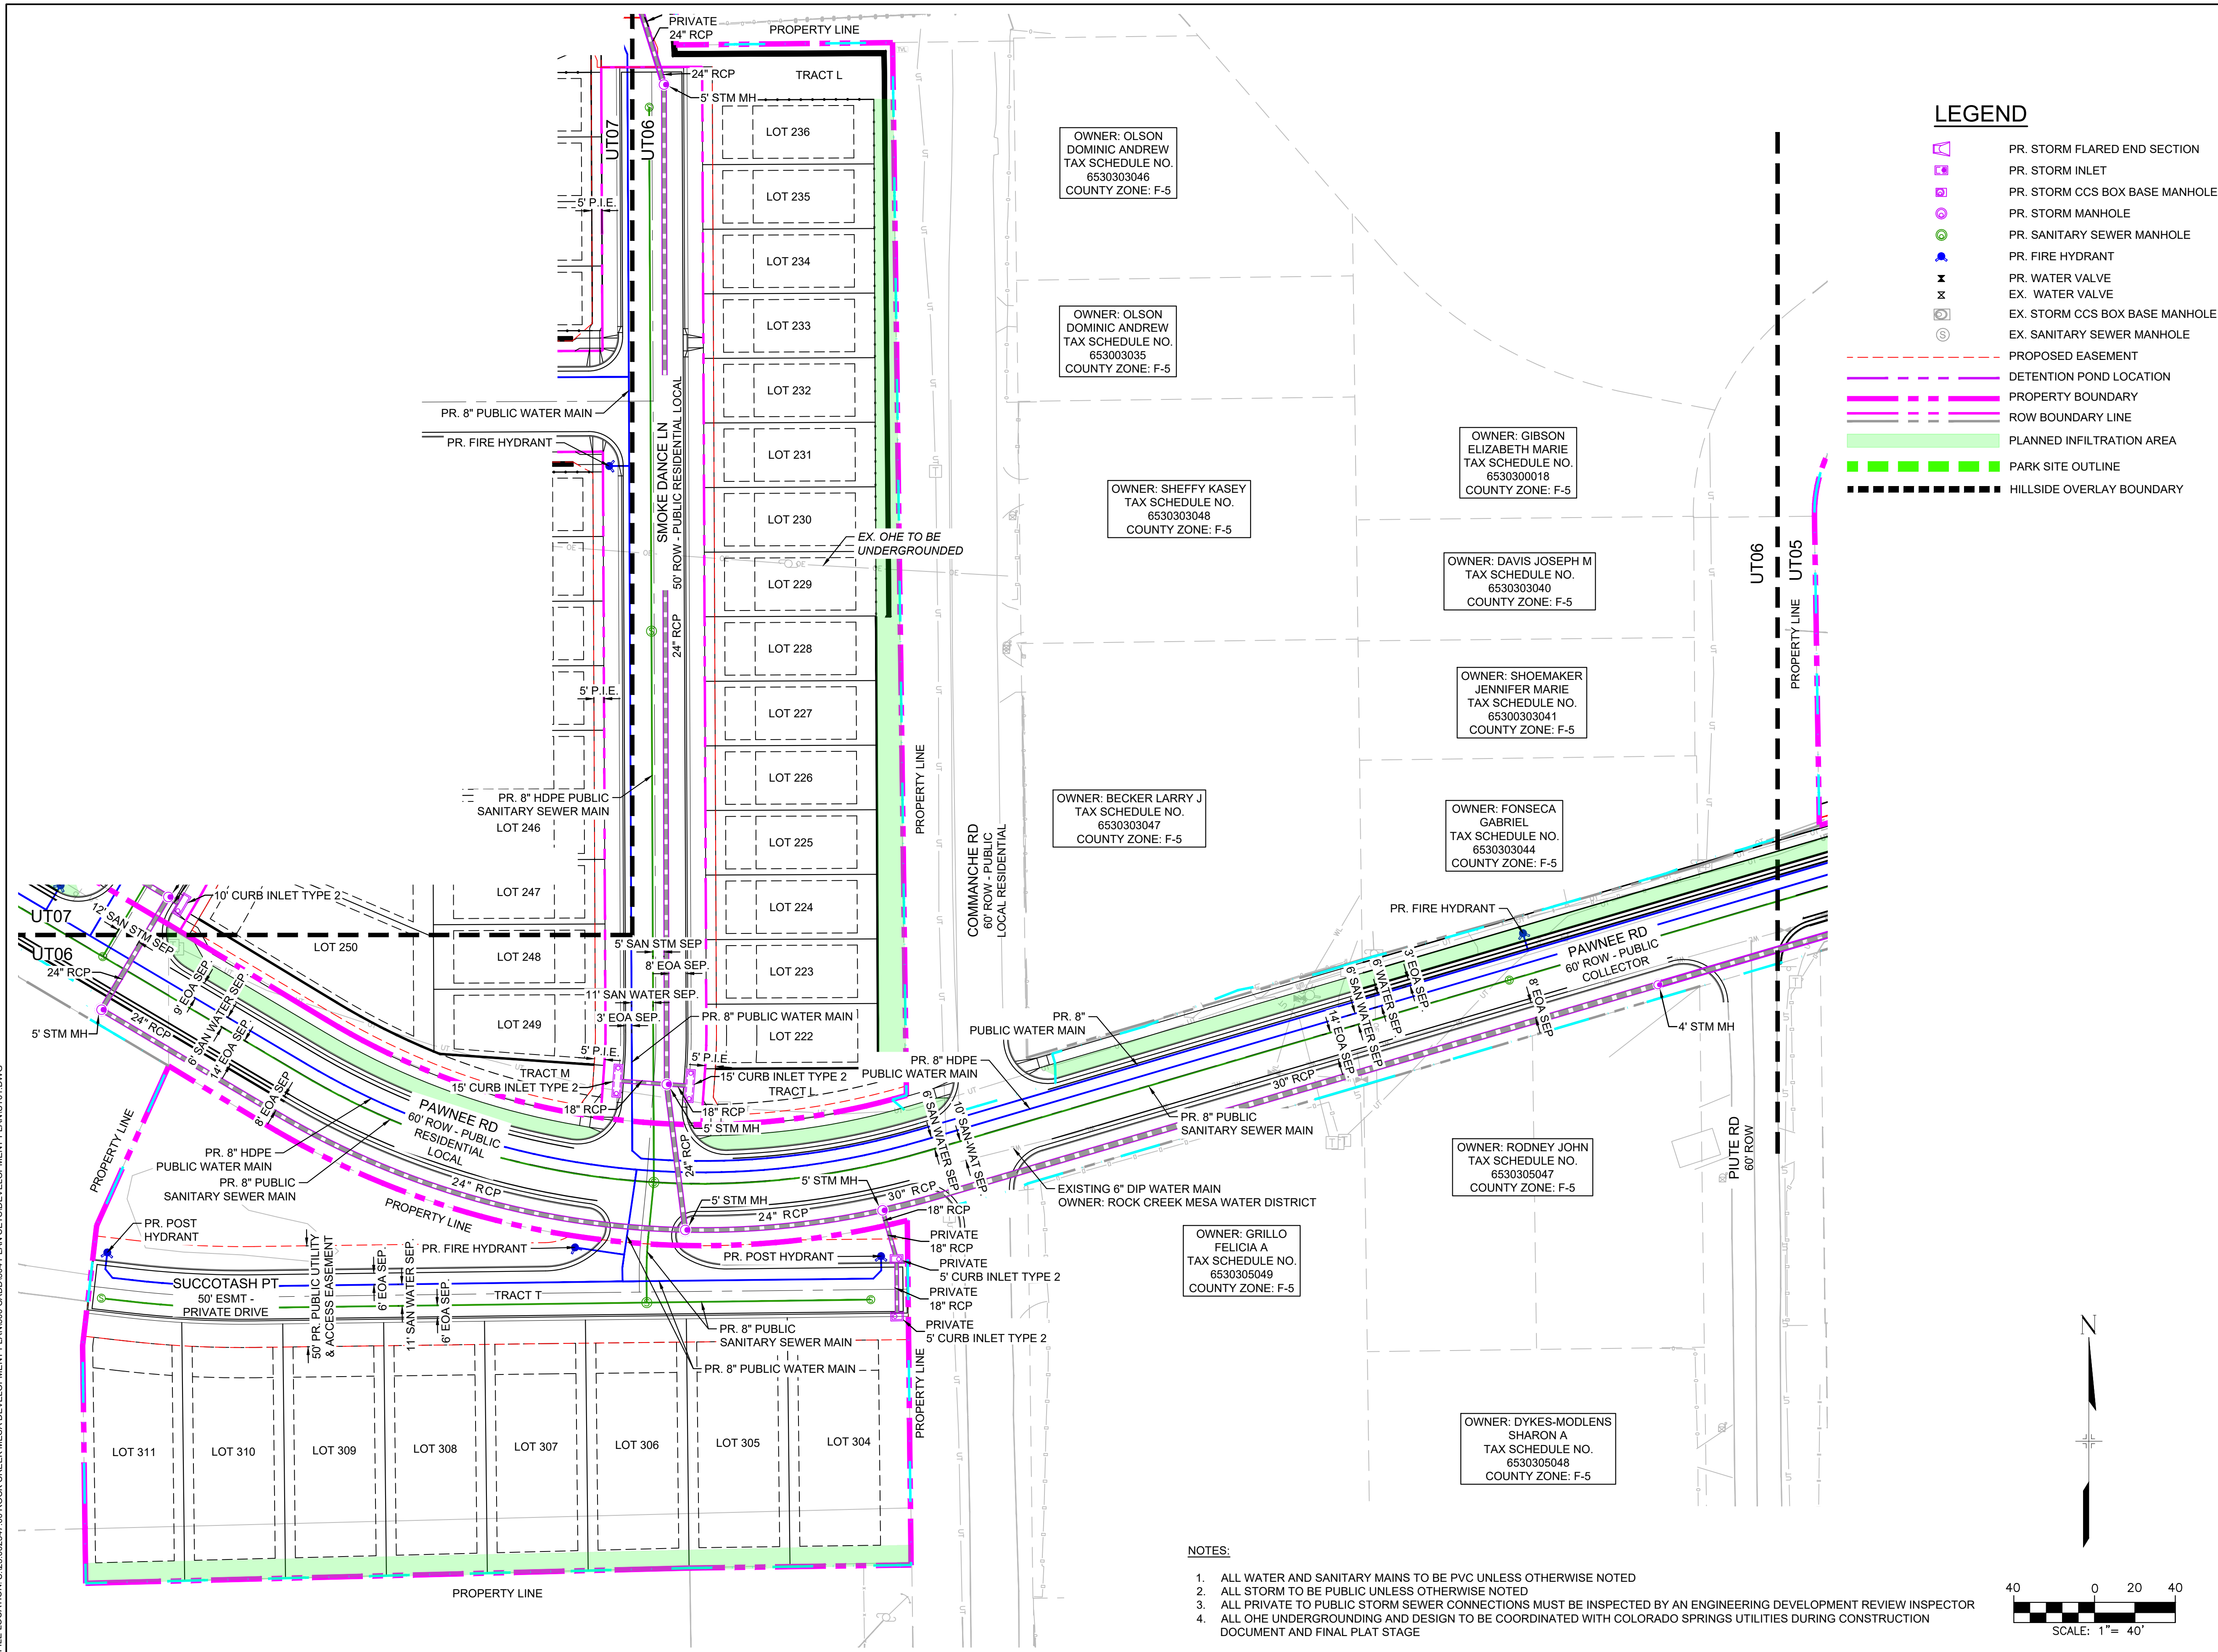 PRIVATE
24" RCP
PROPERTY LINE
24" RCP
5' STM MH
TRACT L
UT07
UT06
LOT 236
LOT 235
LOT 234
LOT 233
LOT 232
LOT 231
LOT 230
LOT 229
LOT 228
LOT 227
LOT 226
LOT 225
LOT 224
LOT 223
LOT 222
5' P.I.E.
PR. 8" PUBLIC WATER MAIN
PR. FIRE HYDRANT
SMOKE DANCE LN
50' ROW - PUBLIC RESIDENTIAL LOCAL
24" RCP
EX. OHE TO BE
UNDERGROUNDED
5' P.I.E.
PR. 8" HDPE PUBLIC
SANITARY SEWER MAIN
LOT 246
LOT 247
LOT 248
LOT 249
LOT 250
PROPERTY LINE
COMMANCHE RD
60' ROW - PUBLIC
LOCAL RESIDENTIAL
OWNER: OLSON
DOMINIC ANDREW
TAX SCHEDULE NO.
6530303046
COUNTY ZONE: F-5
OWNER: OLSON
DOMINIC ANDREW
TAX SCHEDULE NO.
653003035
COUNTY ZONE: F-5
OWNER: SHEFFY KASEY
TAX SCHEDULE NO.
6530303048
COUNTY ZONE: F-5
OWNER: GIBSON
ELIZABETH MARIE
TAX SCHEDULE NO.
6530300018
COUNTY ZONE: F-5
OWNER: DAVIS JOSEPH M
TAX SCHEDULE NO.
6530303040
COUNTY ZONE: F-5
OWNER: SHOEMAKER
JENNIFER MARIE
TAX SCHEDULE NO.
65300303041
COUNTY ZONE: F-5
OWNER: BECKER LARRY J
TAX SCHEDULE NO.
6530303047
COUNTY ZONE: F-5
OWNER: FONSECA
GABRIEL
TAX SCHEDULE NO.
6530303044
COUNTY ZONE: F-5
UT06
UT05
PROPERTY LINE
LEGEND
PR. STORM FLARED END SECTION
PR. STORM INLET
PR. STORM CCS BOX BASE MANHOLE
PR. STORM MANHOLE
PR. SANITARY SEWER MANHOLE
PR. FIRE HYDRANT
PR. WATER VALVE
EX. WATER VALVE
EX. STORM CCS BOX BASE MANHOLE
EX. SANITARY SEWER MANHOLE
PROPOSED EASEMENT
DETENTION POND LOCATION
PROPERTY BOUNDARY
ROW BOUNDARY LINE
PLANNED INFILTRATION AREA
PARK SITE OUTLINE
HILLSIDE OVERLAY BOUNDARY
10' CURB INLET TYPE 2
UT07
UT06
12' SAN STM SEP
24" RCP
5' STM MH
24" RCP
9' EOA SEP.
6' SAN WATER SEP.
14' EOA SEP.
8' EOA SEP
5' SAN STM SEP
8' EOA SEP.
11' SAN WATER SEP.
3' EOA SEP.
PR. 8" PUBLIC WATER MAIN
5' P.I.E.
5' P.I.E.
TRACT M
15' CURB INLET TYPE 2
15' CURB INLET TYPE 2
TRACT L
18" RCP
18" RCP
5' STM MH
24" RCP
PAWNEE RD
60' ROW - PUBLIC
RESIDENTIAL
LOCAL
PR. 8" HDPE
PUBLIC WATER MAIN
PR. 8" PUBLIC
SANITARY SEWER MAIN
24" RCP
PROPERTY LINE
PROPERTY LINE
5' STM MH
5' STM MH
24" RCP
30" RCP
18" RCP
PR. 8" HDPE
PUBLIC WATER MAIN
PR. 8"
PUBLIC WATER MAIN
6' SAN WATER SEP
10' SAN-WAT SEP.
PR. FIRE HYDRANT
PAWNEE RD
60' ROW - PUBLIC
COLLECTOR
3' EOA SEP.
6' WATER SEP.
6' SAN WATER SEP
14' EOA SEP.
8' EOA SEP
4' STM MH
30" RCP
PR. 8" PUBLIC
SANITARY SEWER MAIN
EXISTING 6" DIP WATER MAIN
OWNER: ROCK CREEK MESA WATER DISTRICT
PIUTE RD
60' ROW
OWNER: RODNEY JOHN
TAX SCHEDULE NO.
6530305047
COUNTY ZONE: F-5
OWNER: GRILLO
FELICIA A
TAX SCHEDULE NO.
6530305049
COUNTY ZONE: F-5
OWNER: DYKES-MODLENS
SHARON A
TAX SCHEDULE NO.
6530305048
COUNTY ZONE: F-5
PR. POST
HYDRANT
PR. FIRE HYDRANT
PR. POST HYDRANT
SUCCOTASH PT
50' ESMT -
PRIVATE DRIVE
50' PR. PUBLIC UTILITY
& ACCESS EASEMENT
6' EOA SEP.
11' SAN WATER SEP.
6' EOA SEP.
TRACT T
PRIVATE
18" RCP
PRIVATE
5' CURB INLET TYPE 2
PRIVATE
18" RCP
PRIVATE
5' CURB INLET TYPE 2
PR. 8" PUBLIC
SANITARY SEWER MAIN
PR. 8" PUBLIC WATER MAIN
PROPERTY LINE
LOT 311
LOT 310
LOT 309
LOT 308
LOT 307
LOT 306
LOT 305
LOT 304
PROPERTY LINE
NOTES:
1. ALL WATER AND SANITARY MAINS TO BE PVC UNLESS OTHERWISE NOTED
2. ALL STORM TO BE PUBLIC UNLESS OTHERWISE NOTED
3. ALL PRIVATE TO PUBLIC STORM SEWER CONNECTIONS MUST BE INSPECTED BY AN ENGINEERING DEVELOPMENT REVIEW INSPECTOR
4. ALL OHE UNDERGROUNDING AND DESIGN TO BE COORDINATED WITH COLORADO SPRINGS UTILITIES DURING CONSTRUCTION
DOCUMENT AND FINAL PLAT STAGE
N
40 0 20 40
SCALE: 1"= 40'